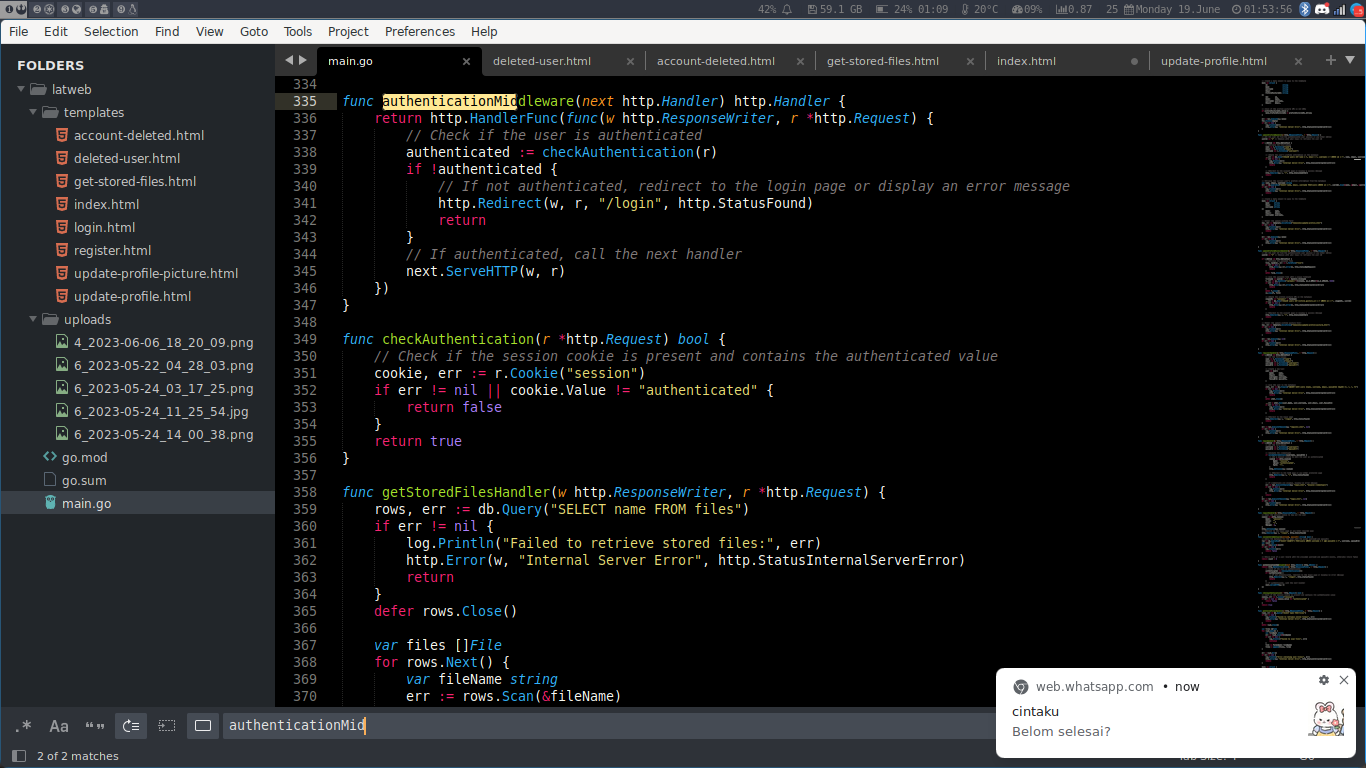 1 2 3 6 9 42% 59.1 GB 24% 01:09 20°C 09% 0.87 25 Monday 19.June 01:53:56
File Edit Selection Find View Goto Tools Project Preferences Help
FOLDERS
latweb
templates
account-deleted.html
deleted-user.html
get-stored-files.html
index.html
login.html
register.html
update-profile-picture.html
update-profile.html
uploads
4_2023-06-06_18_20_09.png
6_2023-05-22_04_28_03.png
6_2023-05-24_03_17_25.png
6_2023-05-24_11_25_54.jpg
6_2023-05-24_14_00_38.png
go.mod
go.sum
main.go
main.go deleted-user.html account-deleted.html get-stored-files.html index.html update-profile.html
334
335 func authenticationMiddleware(next http.Handler) http.Handler {
336 return http.HandlerFunc(func(w http.ResponseWriter, r *http.Request) {
337 // Check if the user is authenticated
338 authenticated := checkAuthentication(r)
339 if !authenticated {
340 // If not authenticated, redirect to the login page or display an error message
341 http.Redirect(w, r, "/login", http.StatusFound)
342 return
343 }
344 // If authenticated, call the next handler
345 next.ServeHTTP(w, r)
346 })
347 }
348
349 func checkAuthentication(r *http.Request) bool {
350 // Check if the session cookie is present and contains the authenticated value
351 cookie, err := r.Cookie("session")
352 if err != nil || cookie.Value != "authenticated" {
353 return false
354 }
355 return true
356 }
357
358 func getStoredFilesHandler(w http.ResponseWriter, r *http.Request) {
359 rows, err := db.Query("SELECT name FROM files")
360 if err != nil {
361 log.Println("Failed to retrieve stored files:", err)
362 http.Error(w, "Internal Server Error", http.StatusInternalServerError)
363 return
364 }
365 defer rows.Close()
366
367 var files []File
368 for rows.Next() {
369 var fileName string
370 err := rows.Scan(&fileName)
.* Aa “” authenticationMid
2 of 2 matches
web.whatsapp.com • now
cintaku
Belom selesai?